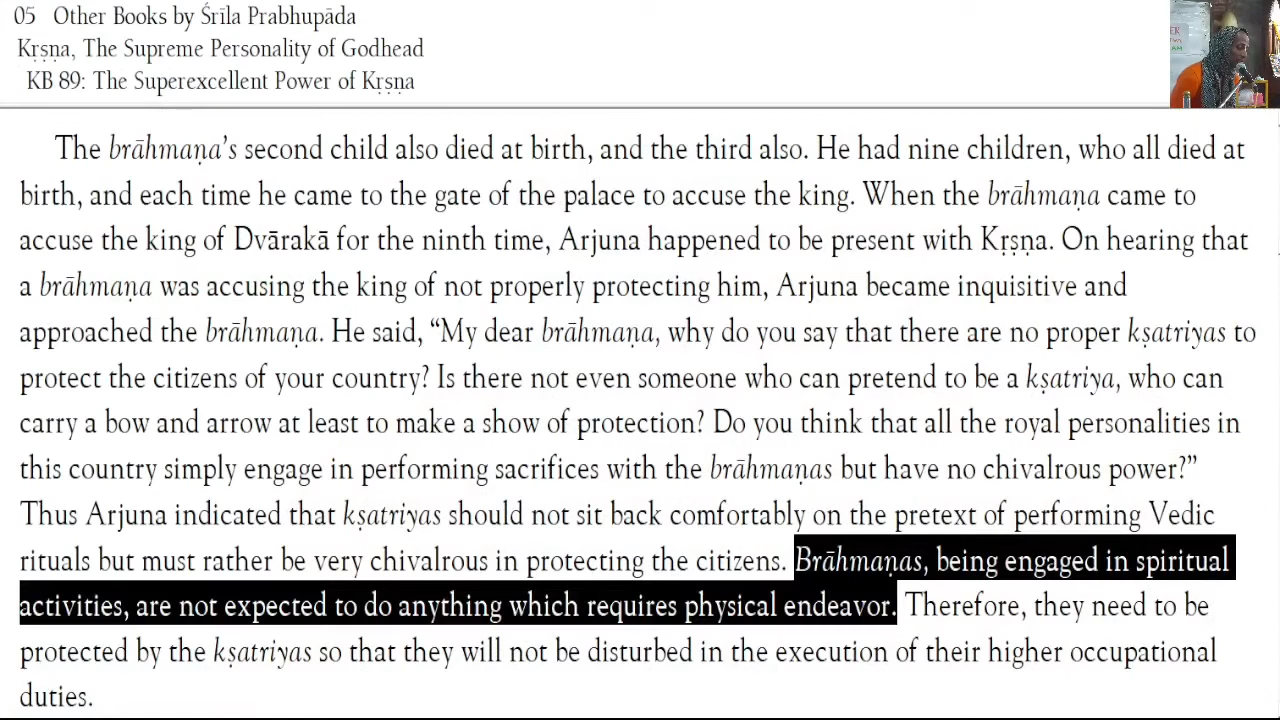 05 Other Books by Śrīla Prabhupāda
Kṛṣṇa, The Supreme Personality of Godhead
KB 89: The Superexcellent Power of Kṛṣṇa
The brāhmaṇa’s second child also died at birth, and the third also. He had nine children, who all died at
birth, and each time he came to the gate of the palace to accuse the king. When the brāhmaṇa came to
accuse the king of Dvārakā for the ninth time, Arjuna happened to be present with Kṛṣṇa. On hearing that
a brāhmaṇa was accusing the king of not properly protecting him, Arjuna became inquisitive and
approached the brāhmaṇa. He said, “My dear brāhmaṇa, why do you say that there are no proper kṣatriyas to
protect the citizens of your country? Is there not even someone who can pretend to be a kṣatriya, who can
carry a bow and arrow at least to make a show of protection? Do you think that all the royal personalities in
this country simply engage in performing sacrifices with the brāhmaṇas but have no chivalrous power?”
Thus Arjuna indicated that kṣatriyas should not sit back comfortably on the pretext of performing Vedic
rituals but must rather be very chivalrous in protecting the citizens. Brāhmaṇas, being engaged in spiritual
activities, are not expected to do anything which requires physical endeavor. Therefore, they need to be
protected by the kṣatriyas so that they will not be disturbed in the execution of their higher occupational
duties.